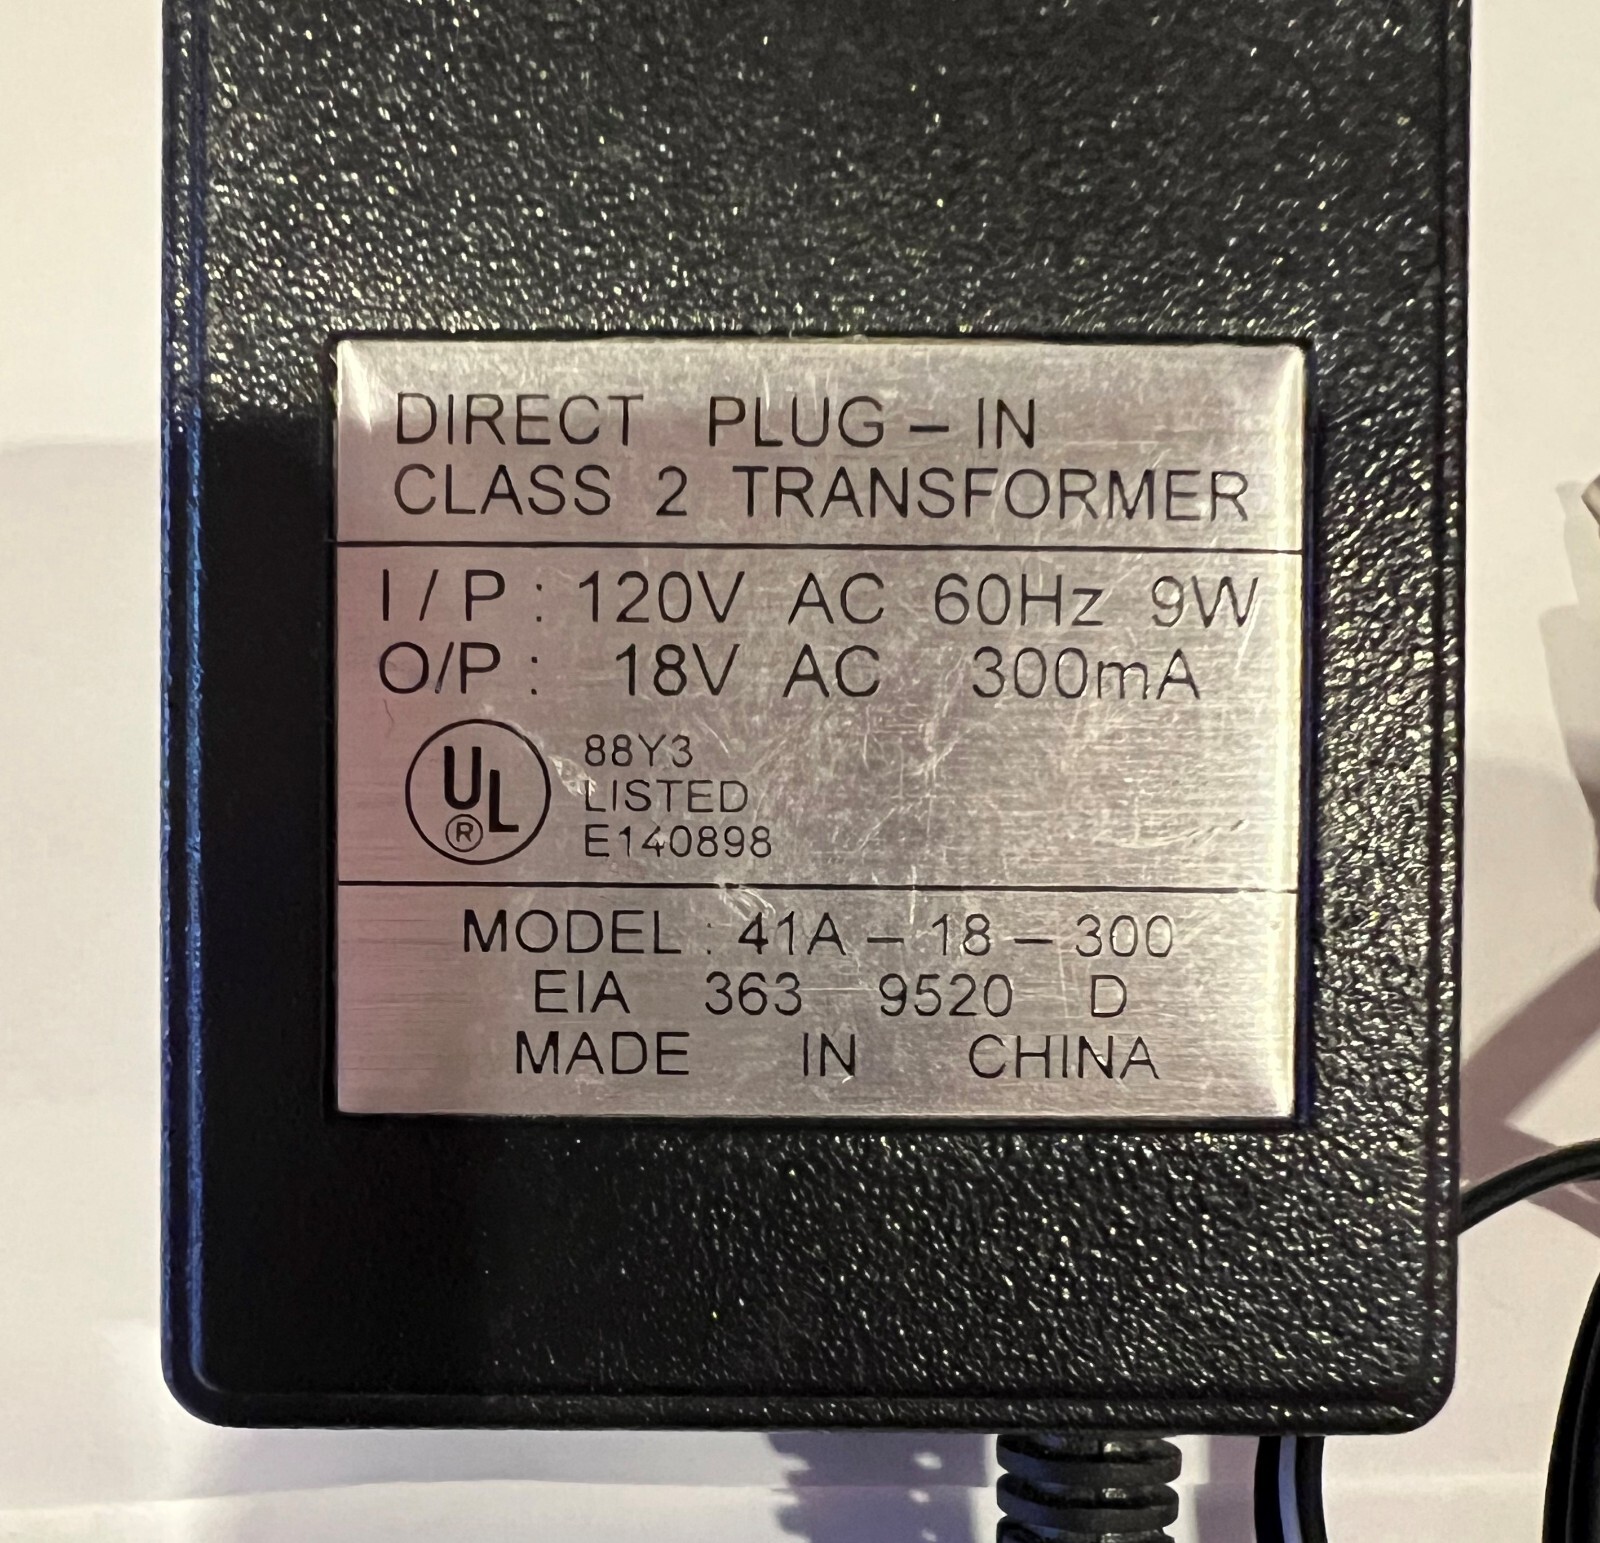 DIRECT PLUG – IN
CLASS 2 TRANSFORMER
I / P : 120V AC 60Hz 9W
O/P : 18V AC 300mA
UL ® 88Y3
LISTED
E140898
MODEL : 41A – 18 – 300
EIA 363 9520 D
MADE IN CHINA